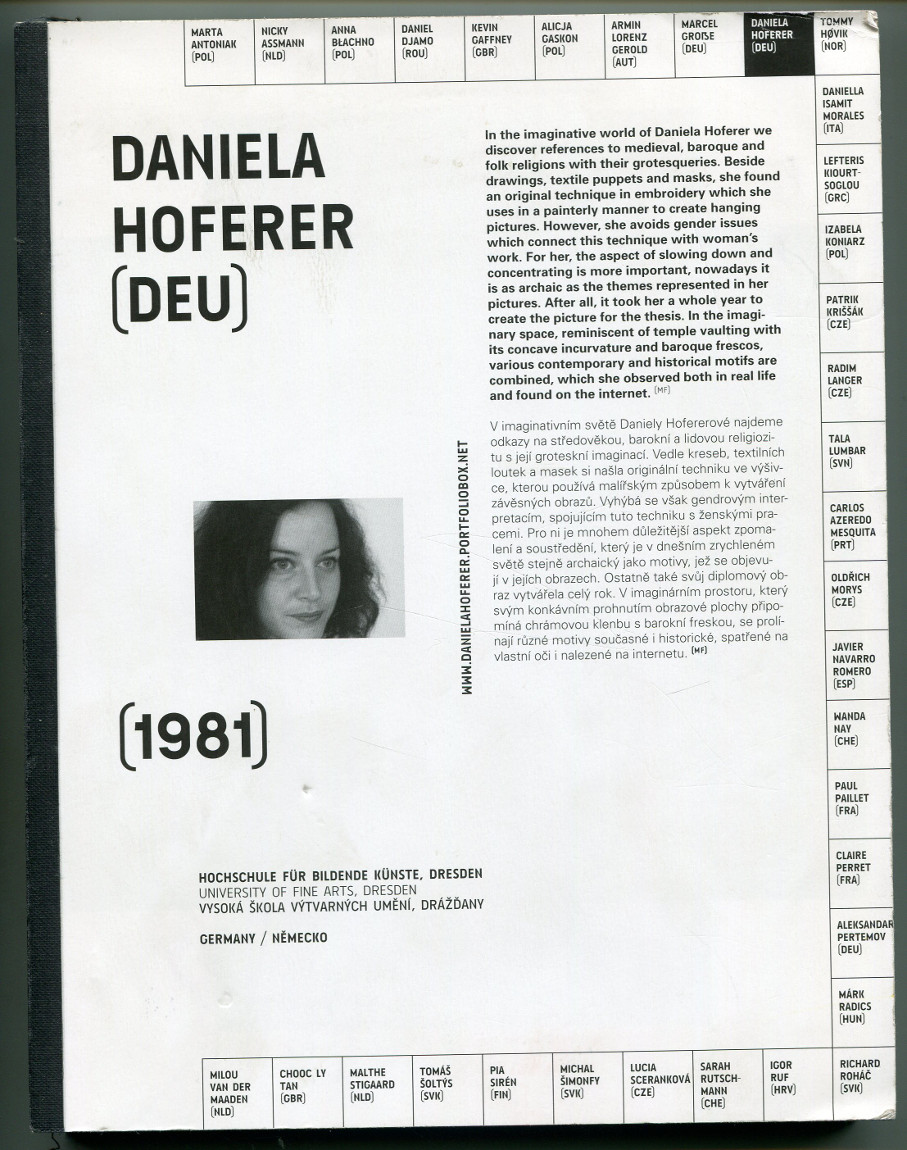 MARTA
ANTONIAK
(POL)
NICKY
ASSMANN
(NLD)
ANNA
BŁACHNO
(POL)
DANIEL
DJAMO
(ROU)
KEVIN
GAFFNEY
(GBR)
ALICJA
GASKON
(POL)
ARMIN
LORENZ
GEROLD
(AUT)
MARCEL
GROẞE
(DEU)
DANIELA
HOFERER
(DEU)
TOMMY
HØVIK
(NOR)
DANIELLA
ISAMIT
MORALES
(ITA)
LEFTERIS
KIOURT-
SOGLOU
(GRC)
IZABELA
KONIARZ
(POL)
PATRIK
KRIŠŠÁK
(CZE)
RADIM
LANGER
(CZE)
TALA
LUMBAR
(SVN)
CARLOS
AZEREDO
MESQUITA
(PRT)
OLDŘICH
MORYS
(CZE)
JAVIER
NAVARRO
ROMERO
(ESP)
WANDA
NAY
(CHE)
PAUL
PAILLET
(FRA)
CLAIRE
PERRET
(FRA)
ALEKSANDAR
PERTEMOV
(DEU)
MÁRK
RADICS
(HUN)
RICHARD
ROHÁČ
(SVK)
DANIELA
HOFERER
(DEU)
In the imaginative world of Daniela Hoferer we
discover references to medieval, baroque and
folk religions with their grotesqueries. Beside
drawings, textile puppets and masks, she found
an original technique in embroidery which she
uses in a painterly manner to create hanging
pictures. However, she avoids gender issues
which connect this technique with woman's
work. For her, the aspect of slowing down and
concentrating is more important, nowadays it
is as archaic as the themes represented in her
pictures. After all, it took her a whole year to
create the picture for the thesis. In the imagi-
nary space, reminiscent of temple vaulting with
its concave incurvature and baroque frescos,
various contemporary and historical motifs are
combined, which she observed both in real life
and found on the internet. (MF)
V imaginativním světě Daniely Hofererové najdeme
odkazy na středověkou, barokní a lidovou religiozi-
tu s její groteskní imaginací. Vedle kreseb, textilních
loutek a masek si našla originální techniku ve výšiv-
ce, kterou používá malířským způsobem k vytváření
závěsných obrazů. Vyhýbá se však gendrovým inter-
pretacím, spojujícím tuto techniku s ženskými pra-
cemi. Pro ni je mnohem důležitější aspekt zpoma-
lení a soustředění, který je v dnešním zrychleném
světě stejně archaický jako motivy, jež se objevu-
jí v jejích obrazech. Ostatně také svůj diplomový ob-
raz vytvářela celý rok. V imaginárním prostoru, který
svým konkávním prohnutím obrazové plochy připo-
míná chrámovou klenbu s barokní freskou, se prolí-
nají různé motivy současné i historické, spatřené na
vlastní oči i nalezené na internetu. (MF)
WWW.DANIELAHOFERER.PORTFOLIOBOX.NET
(1981)
HOCHSCHULE FÜR BILDENDE KÜNSTE, DRESDEN
UNIVERSITY OF FINE ARTS, DRESDEN
VYSOKÁ ŠKOLA VÝTVARNÝCH UMĚNÍ, DRÁŽĎANY
GERMANY / NĚMECKO
MILOU
VAN DER
MAADEN
(NLD)
CHOOC LY
TAN
(GBR)
MALTHE
STIGAARD
(NLD)
TOMÁŠ
ŠOLTÝS
(SVK)
PIA
SIRÉN
(FIN)
MICHAL
ŠIMONFY
(SVK)
LUCIA
SCERANKOVÁ
(CZE)
SARAH
RUTSCH-
MANN
(CHE)
IGOR
RUF
(HRV)